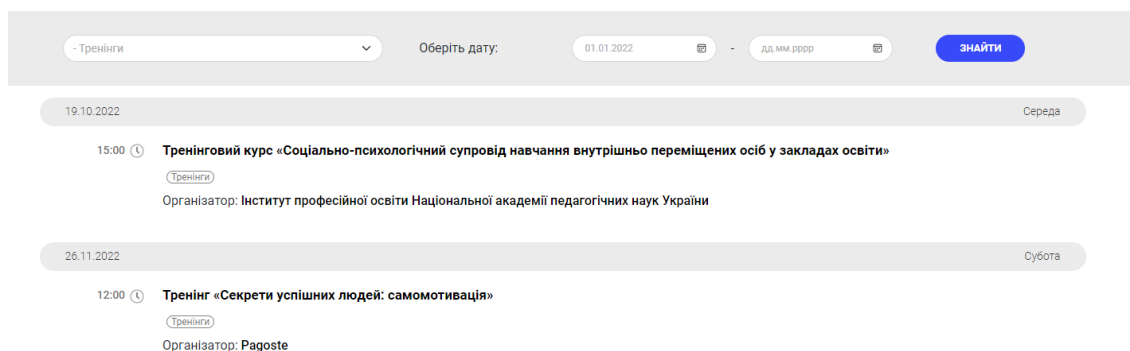 - Тренінги
Оберіть дату:
01.01.2022
-
дд.мм.рррр
ЗНАЙТИ
19.10.2022 Середа
15:00 Тренінговий курс «Соціально-психологічний супровід навчання внутрішньо переміщених осіб у закладах освіти»
Тренінги
Організатор: Інститут професійної освіти Національної академії педагогічних наук України
26.11.2022 Субота
12:00 Тренінг «Секрети успішних людей: самомотивація»
Тренінги
Організатор: Pagoste